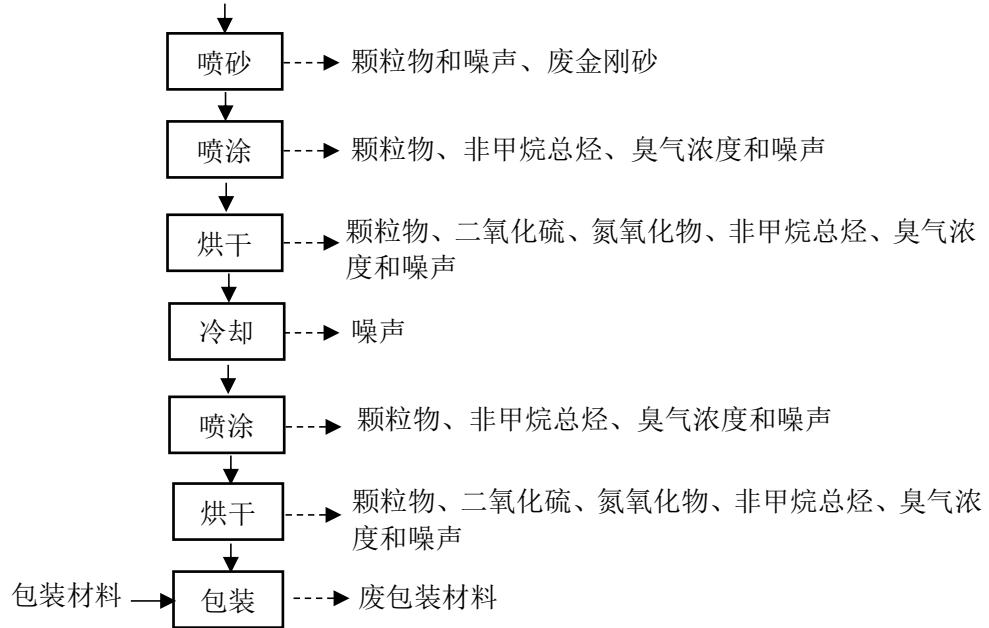 喷砂
颗粒物和噪声、废金刚砂
喷涂
颗粒物、非甲烷总烃、臭气浓度和噪声
烘干
颗粒物、二氧化硫、氮氧化物、非甲烷总烃、臭气浓
度和噪声
冷却
噪声
喷涂
颗粒物、非甲烷总烃、臭气浓度和噪声
烘干
颗粒物、二氧化硫、氮氧化物、非甲烷总烃、臭气浓
度和噪声
包装材料
包装
废包装材料